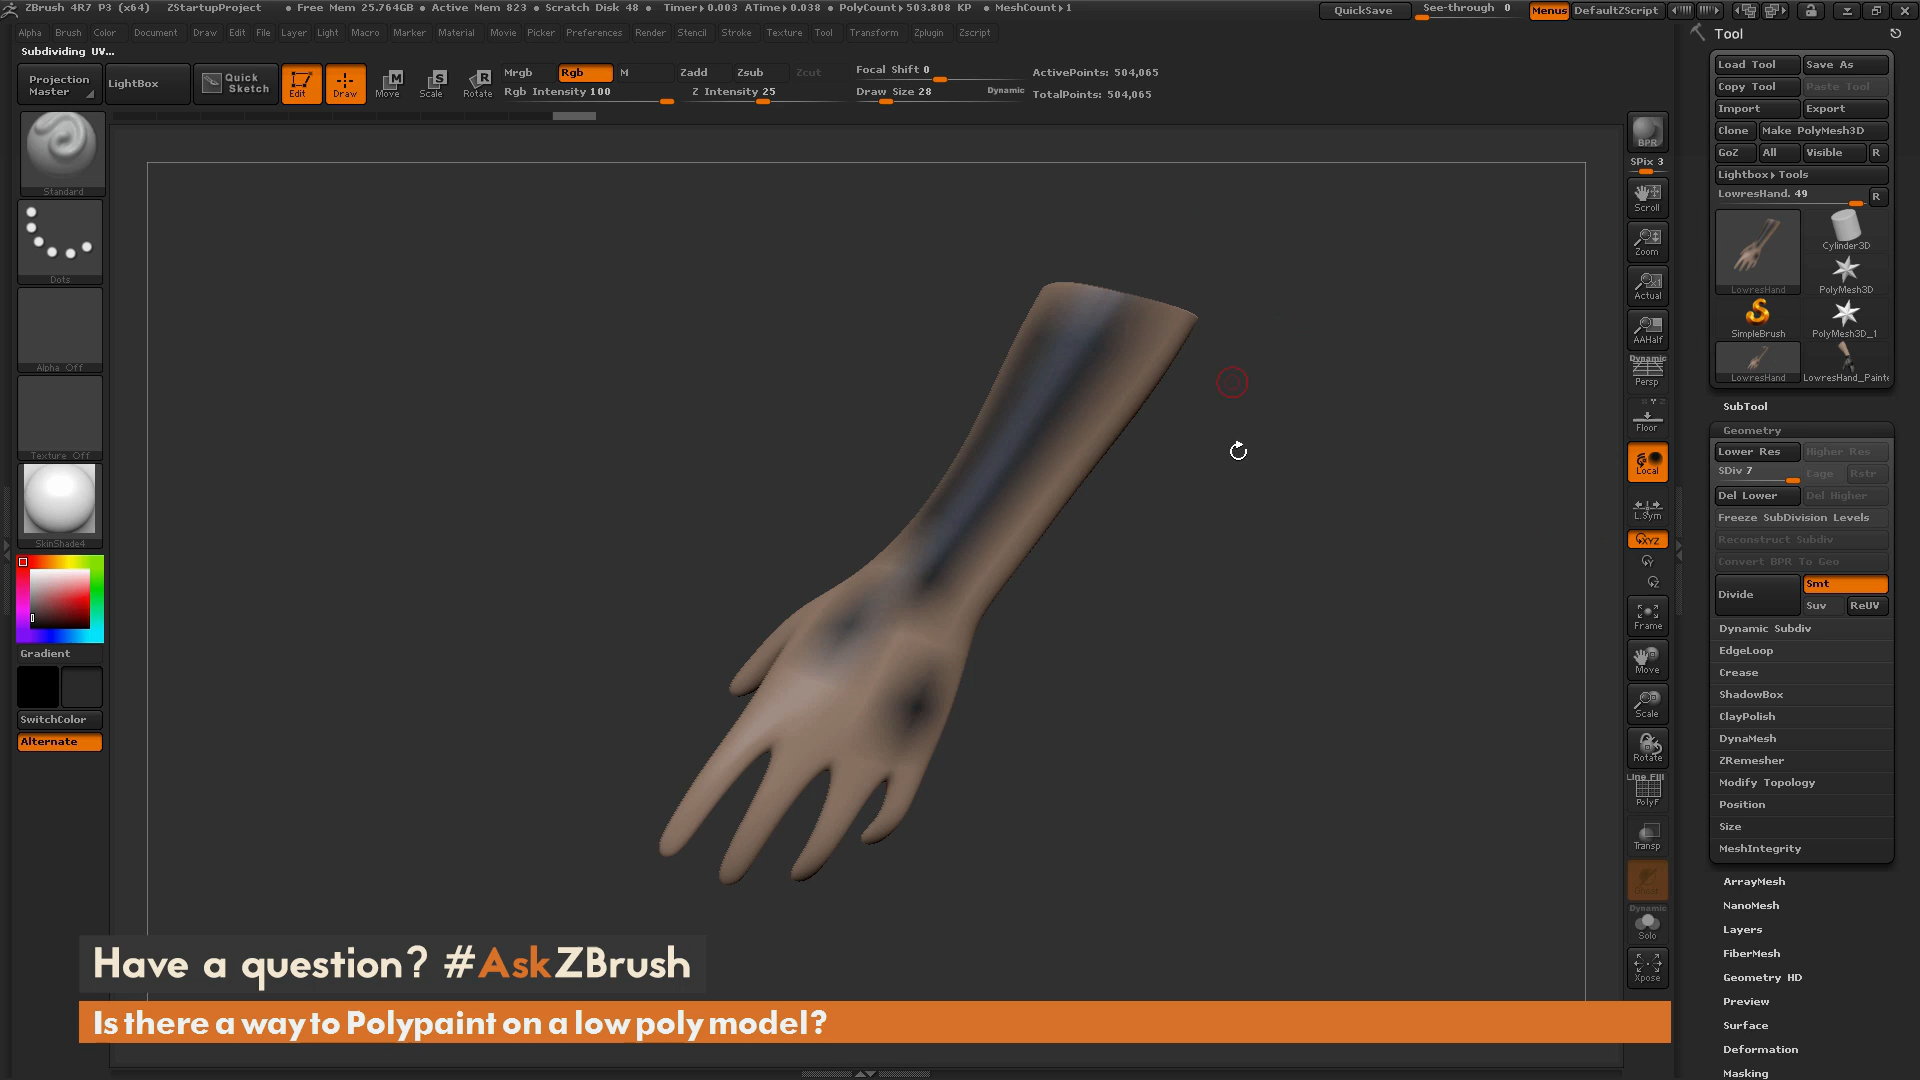 ZBrush 4R7 P3 (x64) ZStartupProject • Free Mem 25.764GB • Active Mem 823 • Scratch Disk 48 • Timer▸0.003 ATime▸0.038 • PolyCount▸503.808 KP • MeshCount▸1 QuickSave See-through 0 Menus DefaultZScript
Alpha Brush Color Document Draw Edit File Layer Light Macro Marker Material Movie Picker Preferences Render Stencil Stroke Texture Tool Transform Zplugin Zscript
Subdividing UV...
Projection Master
LightBox
Quick Sketch
Edit
Draw
Move
Scale
Rotate
Mrgb Rgb M
Rgb Intensity 100
Zadd Zsub Zcut
Z Intensity 25
Focal Shift 0
Draw Size 28 Dynamic
ActivePoints: 504,065
TotalPoints: 504,065
Standard
Dots
Alpha Off
Texture Off
SkinShade4
Gradient
SwitchColor
Alternate
BPR
SPix 3
Scroll
Zoom
Actual
AAHalf
Dynamic
Persp
Floor
Local
L.Sym
XYZ
Y
Z
Frame
Move
Scale
Rotate
Line Fill
PolyF
Transp
Ghost
Dynamic
Solo
Xpose
Tool
Load Tool Save As
Copy Tool Paste Tool
Import Export
Clone Make PolyMesh3D
GoZ All Visible R
Lightbox▸Tools
LowresHand. 49 R
LowresHand
Cylinder3D
PolyMesh3D
SimpleBrush PolyMesh3D_1
LowresHand LowresHand_Painte
SubTool
Geometry
Lower Res Higher Res
SDiv 7 Cage Rstr
Del Lower Del Higher
Freeze SubDivision Levels
Reconstruct Subdiv
Convert BPR To Geo
Divide Smt
Suv ReUV
Dynamic Subdiv
EdgeLoop
Crease
ShadowBox
ClayPolish
DynaMesh
ZRemesher
Modify Topology
Position
Size
MeshIntegrity
ArrayMesh
NanoMesh
Layers
FiberMesh
Geometry HD
Preview
Surface
Deformation
Masking
Have a question? #AskZBrush
Is there a way to Polypaint on a low poly model?